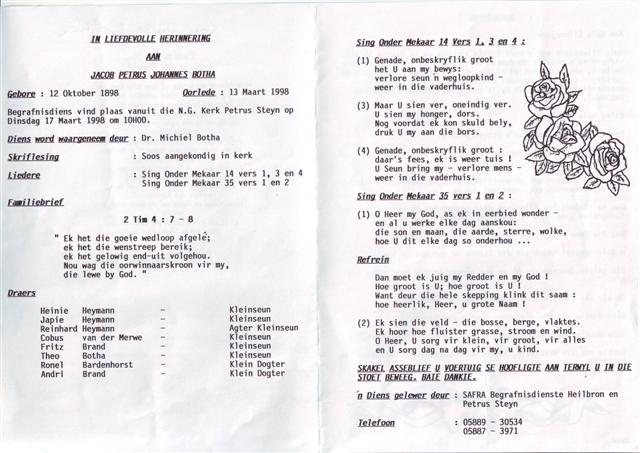 IN LIEFDEVOLLE HERINNERING
AAN
JACOB PETRUS JOHANNES BOTHA
Gebore : 12 Oktober 1898 Oorlede : 13 Maart 1998
Begrafnisdiens vind plaas vanuit die N.G. Kerk Petrus Steyn op
Dinsdag 17 Maart 1998 om 10H00.
Diens word waargeneem deur : Dr. Michiel Botha
Skriflesing : Soos aangekondig in kerk
Liedere : Sing Onder Mekaar 14 vers 1, 3 en 4
Sing Onder Mekaar 35 vers 1 en 2
Familiebrief
2 Tim 4 : 7 - 8
" Ek het die goeie wedloop afgelê;
ek het die wenstreep bereik;
ek het gelowig end-uit volgehou.
Nou wag die oorwinnaarskroon vir my,
die lewe by God. "
Draers
Heinie Heymann - Kleinseun
Japie Heymann - Kleinseun
Reinhard Heymann - Agter Kleinseun
Cobus van der Merwe - Kleinseun
Fritz Brand - Kleinseun
Theo Botha - Kleinseun
Ronel Bardenhorst - Klein Dogter
Andri Brand - Klein Dogter
Sing Onder Mekaar 14 Vers 1, 3 en 4 :
(1) Genade, onbeskryflik groot
het U aan my bewys:
verlore seun n wegloopkind -
weer in die vaderhuis.
(3) Maar U sien ver, oneindig ver.
U sien my honger, dors.
Nog voordat ek kon skuld bely,
druk U my aan die bors.
(4) Genade, onbeskryflik groot :
daar's fees, ek is weer tuis !
U Seun bring my - verlore mens -
weer in die vaderhuis.
Sing Onder Mekaar 35 vers 1 en 2 :
(1) O Heer my God, as ek in eerbied wonder -
en al u werke elke dag aanskou:
die son en maan, die aarde, sterre, wolke,
hoe U dit elke dag so onderhou ...
Refrein
Dan moet ek juig my Redder en my God !
Hoe groot is U; hoe groot is U !
Want deur die hele skepping klink dit saam :
hoe heerlik, Heer, u grote Naam !
(2) Ek sien die veld - die bosse, berge, vlaktes.
Ek hoor hoe fluister grasse, stroom en wind.
O Heer, U sorg vir klein, vir groot, vir alles
en U sorg dag na dag vir my, u kind.
SKAKEL ASSEBLIEF U VOERTUIG SE HOOFLIGTE AAN TERWYL U IN DIE
STOET BEWEEG. BAIE DANKIE.
'n Diens gelewer deur : SAFRA Begrafnisdienste Heilbron en
Petrus Steyn
Telefoon : 05889 - 30534
05887 - 3971